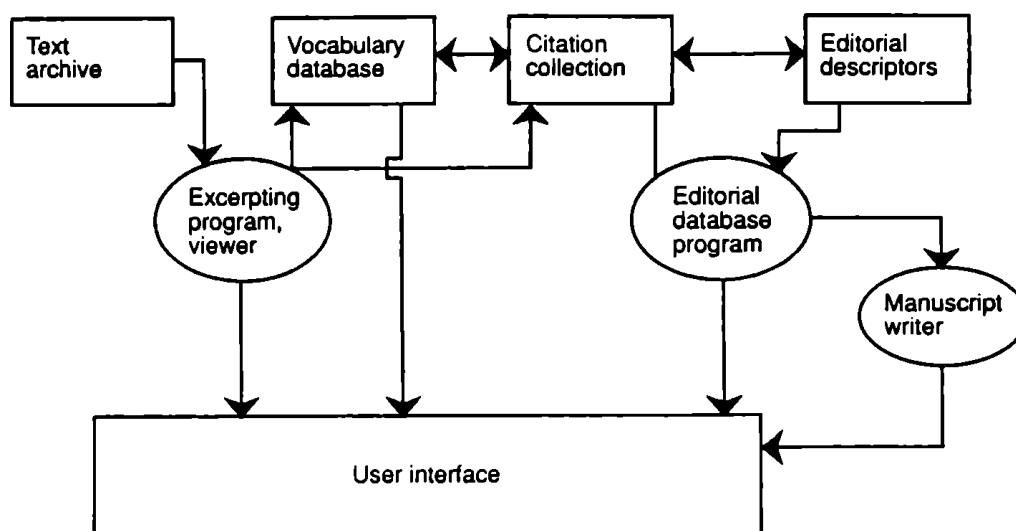 Text
archive
Vocabulary
database
Citation
collection
Editorial
descriptors
Excerpting
program,
viewer
Editorial
database
program
Manuscript
writer
User interface